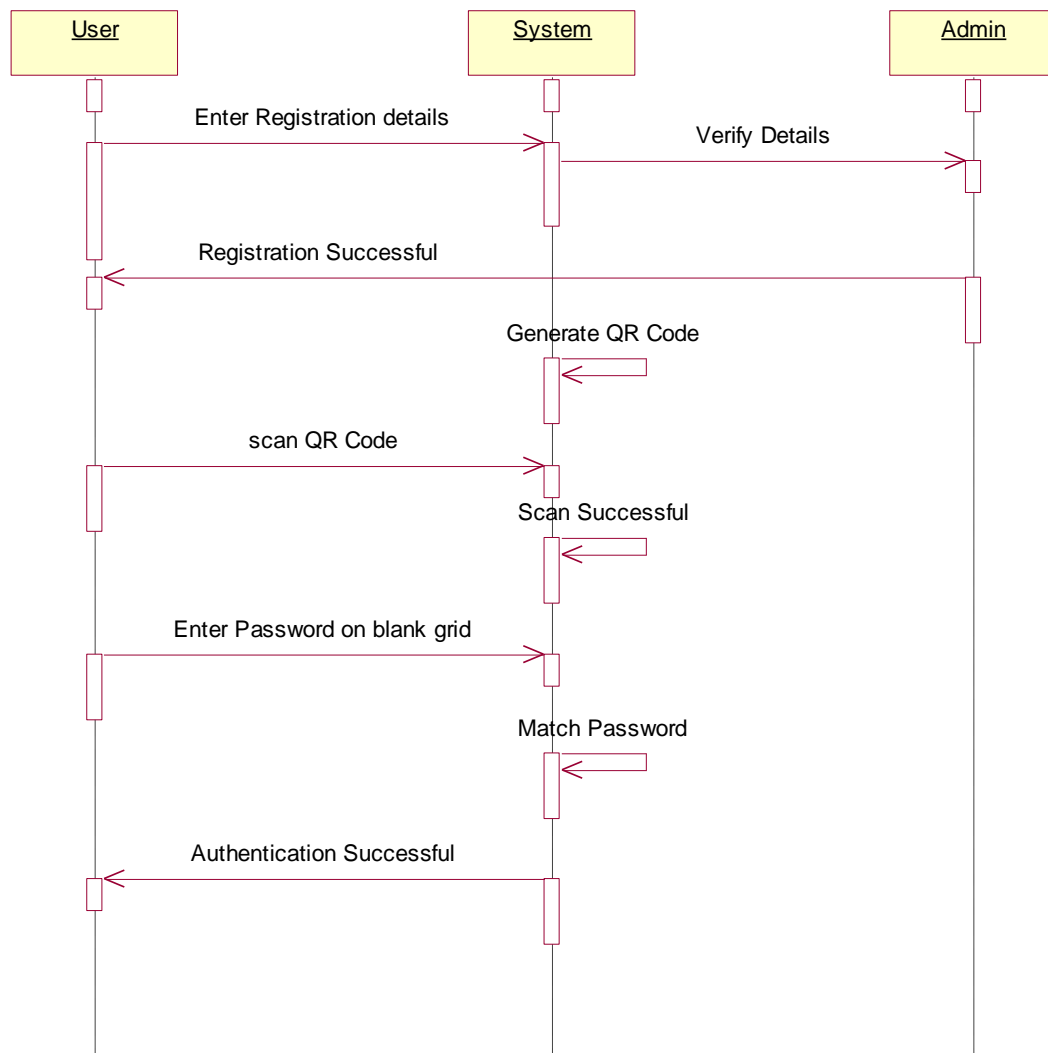 User
System
Admin
Enter Registration details
Verify Details
Registration Successful
Generate QR Code
scan QR Code
Scan Successful
Enter Password on blank grid
Match Password
Authentication Successful